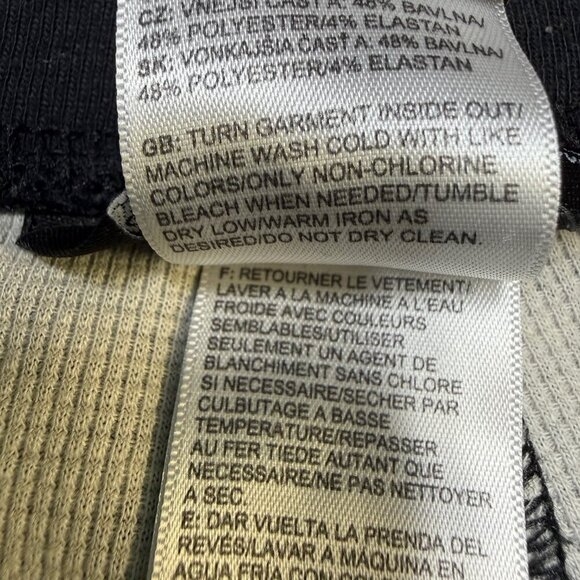 CZ: VNĚJŠÍ ČÁST A: 48% BAVLNA/
48% POLYESTER/4% ELASTAN
SK: VONKAJŠIA ČASŤ A: 48% BAVLNA/
48% POLYESTER/4% ELASTAN
GB: TURN GARMENT INSIDE OUT/
MACHINE WASH COLD WITH LIKE
COLORS/ONLY NON-CHLORINE
BLEACH WHEN NEEDED/TUMBLE
DRY LOW/WARM IRON AS
DESIRED/DO NOT DRY CLEAN.
F: RETOURNER LE VETEMENT/
LAVER A LA MACHINE A L'EAU
FROIDE AVEC COULEURS
SEMBLABLES/UTILISER
SEULEMENT UN AGENT DE
BLANCHIMENT SANS CHLORE
SI NECESSAIRE/SECHER PAR
CULBUTAGE A BASSE
TEMPERATURE/REPASSER
AU FER TIEDE AUTANT QUE
NECESSAIRE/NE PAS NETTOYER
A SEC.
E: DAR VUELTA LA PRENDA DEL
REVÉS/LAVAR A MÁQUINA EN
AGUA FRÍA